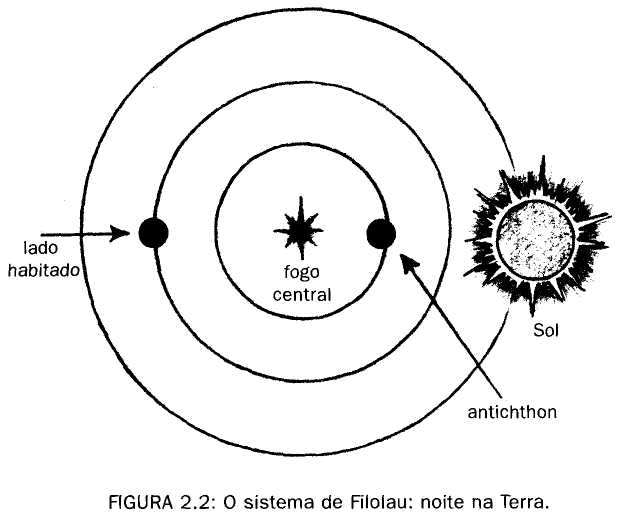 lado
habitado
fogo
central
Sol
antichthon
FIGURA 2.2: O sistema de Filolau: noite na Terra.